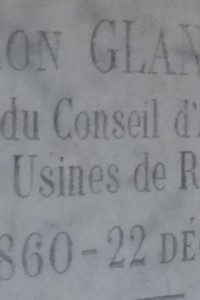 ON GLAN
du Conseil d'
Usines de R
860 - 22 DÉ